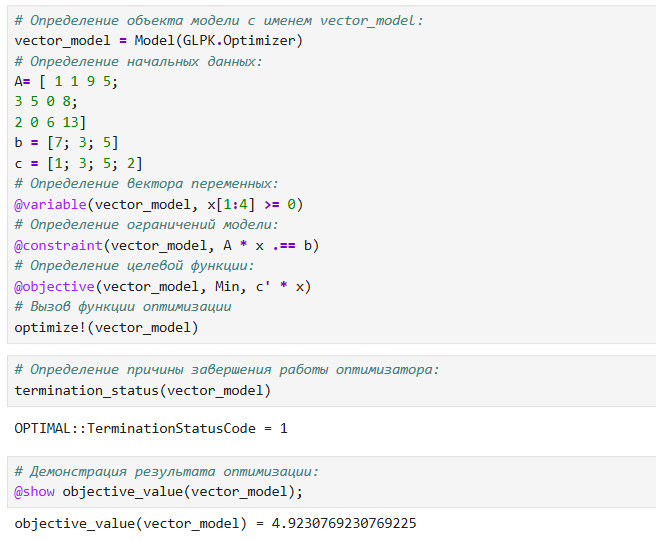 # Определение объекта модели с именем vector_model:
vector_model = Model(GLPK.Optimizer)
# Определение начальных данных:
A= [ 1 1 9 5;
3 5 0 8;
2 0 6 13]
b = [7; 3; 5]
c = [1; 3; 5; 2]
# Определение вектора переменных:
@variable(vector_model, x[1:4] >= 0)
# Определение ограничений модели:
@constraint(vector_model, A * x .== b)
# Определение целевой функции:
@objective(vector_model, Min, c' * x)
# Вызов функции оптимизации
optimize!(vector_model)
# Определение причины завершения работы оптимизатора:
termination_status(vector_model)
OPTIMAL::TerminationStatusCode = 1
# Демонстрация результата оптимизации:
@show objective_value(vector_model);
objective_value(vector_model) = 4.9230769230769225